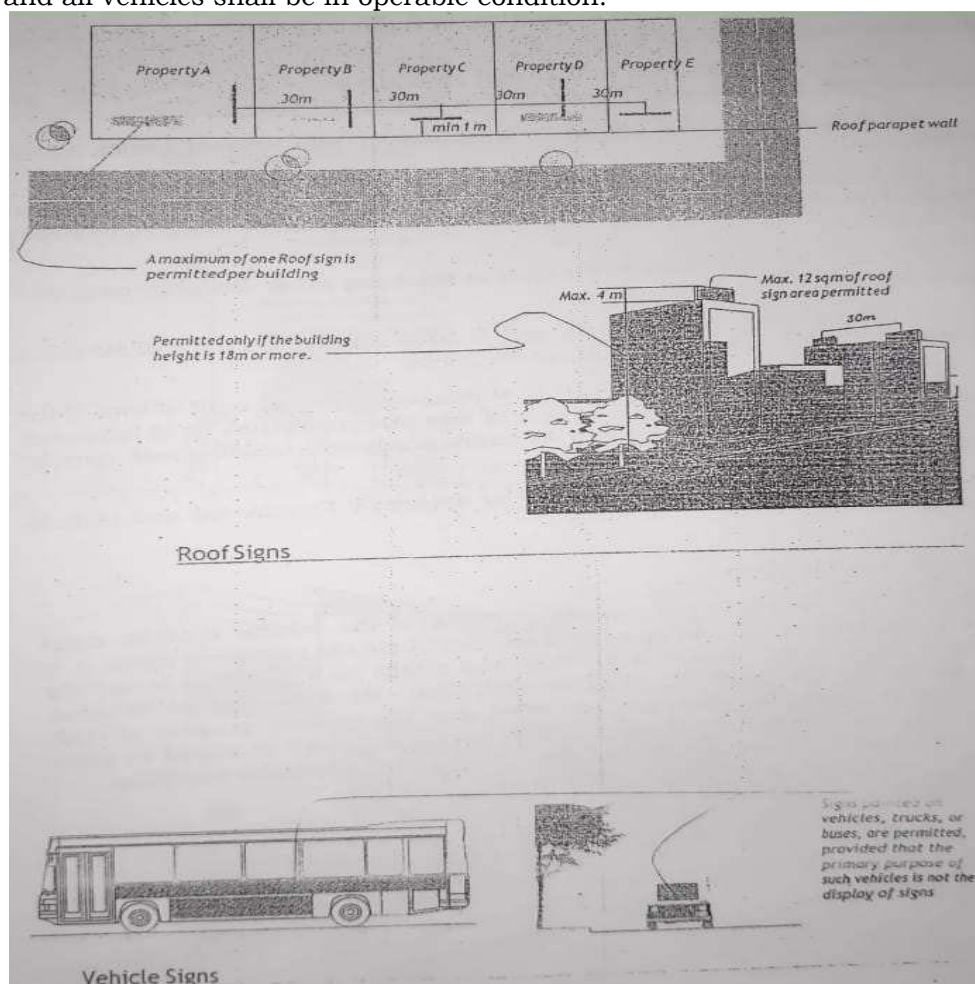 and all vehicles shall be in operable condition.
Property A
Property B
Property C
Property D
Property E
30m
30m
30m
30m
min 1 m
Roof parapet wall
A maximum of one Roof sign is
permitted per building
Max. 4 m
Max. 12 sqm of roof
sign area permitted
30m
Permitted only if the building
height is 18m or more.
Roof Signs
Signs painted on
vehicles, trucks, or
buses, are permitted,
provided that the
primary purpose of
such vehicles is not the
display of signs
Vehicle Signs